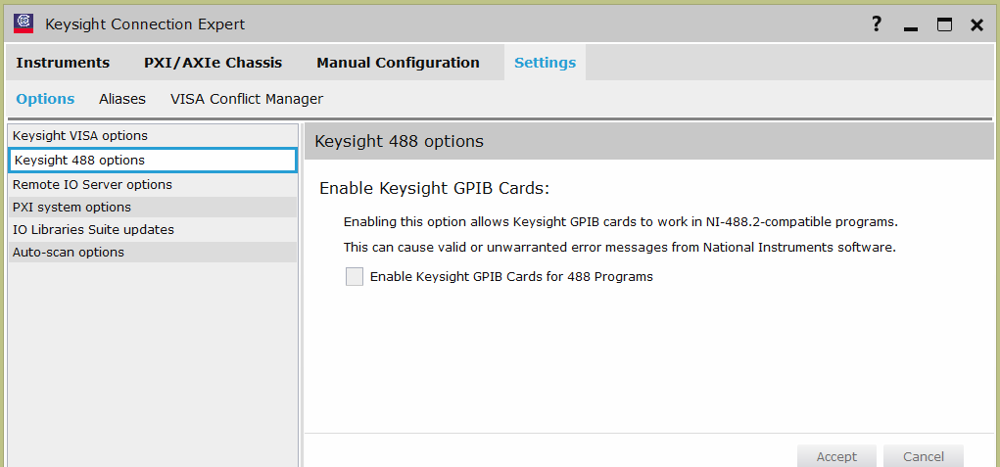 Keysight Connection Expert
?
Instruments PXI/AXIe Chassis Manual Configuration Settings
Options Aliases VISA Conflict Manager
Keysight VISA options
Keysight 488 options
Remote IO Server options
PXI system options
IO Libraries Suite updates
Auto-scan options
Keysight 488 options
Enable Keysight GPIB Cards:
Enabling this option allows Keysight GPIB cards to work in NI-488.2-compatible programs.
This can cause valid or unwarranted error messages from National Instruments software.
Enable Keysight GPIB Cards for 488 Programs
Accept Cancel